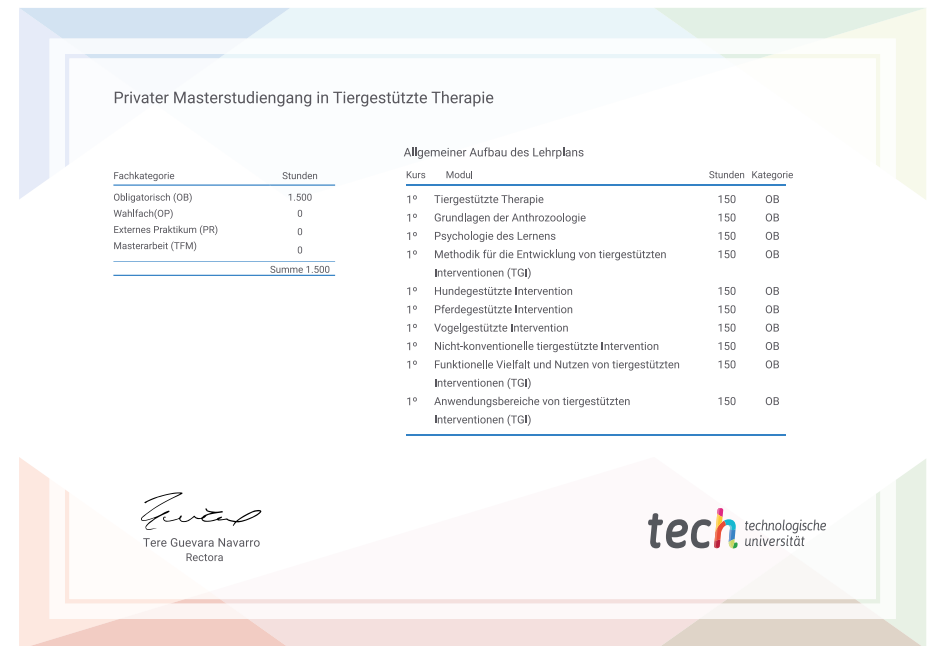 Privater Masterstudiengang in Tiergestützte Therapie
Fachkategorie Stunden
Obligatorisch (OB) 1.500
Wahlfach(OP) 0
Externes Praktikum (PR) 0
Masterarbeit (TFM) 0
Summe 1.500
Allgemeiner Aufbau des Lehrplans
Kurs Modul Stunden Kategorie
1º Tiergestützte Therapie 150 OB
1º Grundlagen der Anthrozoologie 150 OB
1º Psychologie des Lernens 150 OB
1º Methodik für die Entwicklung von tiergestützten 150 OB
Interventionen (TGI)
1º Hundegestützte Intervention 150 OB
1º Pferdegestützte Intervention 150 OB
1º Vogelgestützte Intervention 150 OB
1º Nicht-konventionelle tiergestützte Intervention 150 OB
1º Funktionelle Vielfalt und Nutzen von tiergestützten 150 OB
Interventionen (TGI)
1º Anwendungsbereiche von tiergestützten 150 OB
Interventionen (TGI)
Tere Guevara Navarro
Rectora
tech technologische
universität